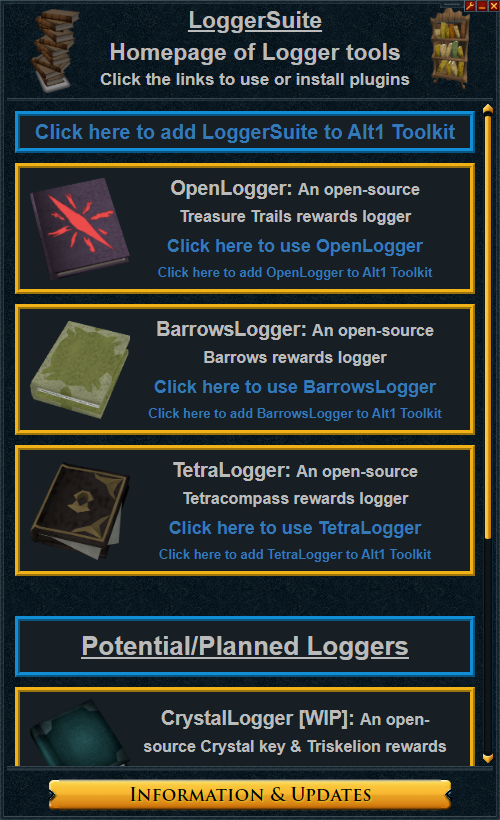 LoggerSuite
Homepage of Logger tools
Click the links to use or install plugins
Click here to add LoggerSuite to Alt1 Toolkit
OpenLogger: An open-source
Treasure Trails rewards logger
Click here to use OpenLogger
Click here to add OpenLogger to Alt1 Toolkit
BarrowsLogger: An open-source
Barrows rewards logger
Click here to use BarrowsLogger
Click here to add BarrowsLogger to Alt1 Toolkit
TetraLogger: An open-source
Tetracompass rewards logger
Click here to use TetraLogger
Click here to add TetraLogger to Alt1 Toolkit
Potential/Planned Loggers
CrystalLogger [WIP]: An open-
source Crystal key & Triskelion rewards
Information & Updates